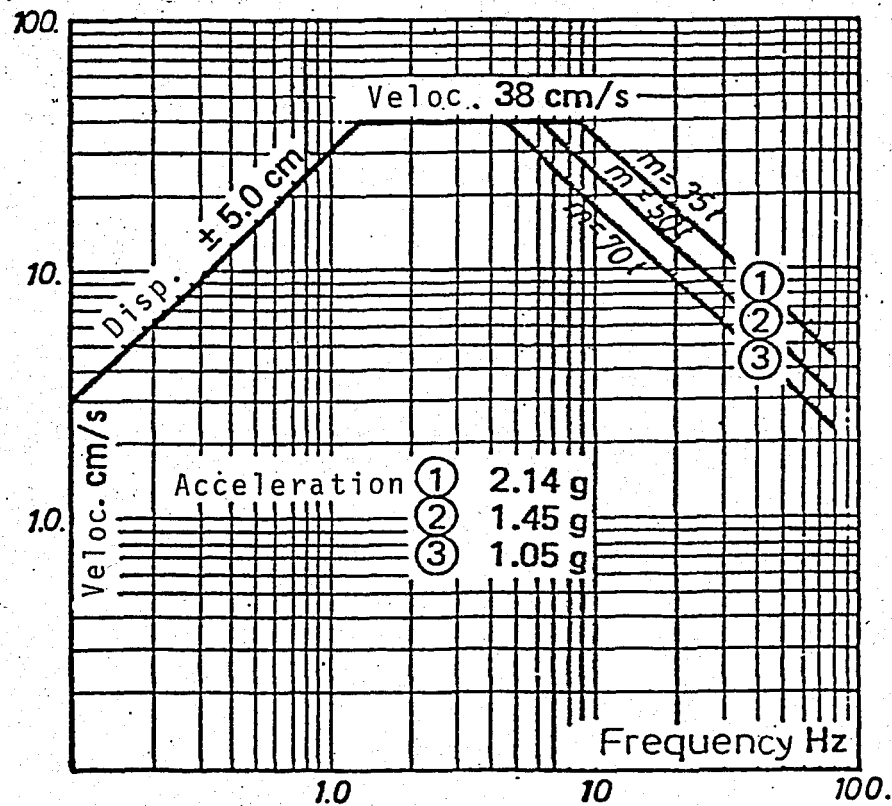 100.
Veloc. 38 cm/s
Disp. ± 5.0 cm
m=35t
m=50t
m=70t
10.
①
②
③
Veloc. cm/s
Acceleration ① 2.14 g
② 1.45 g
③ 1.05 g
1.0.
Frequency Hz
1.0
10
100.